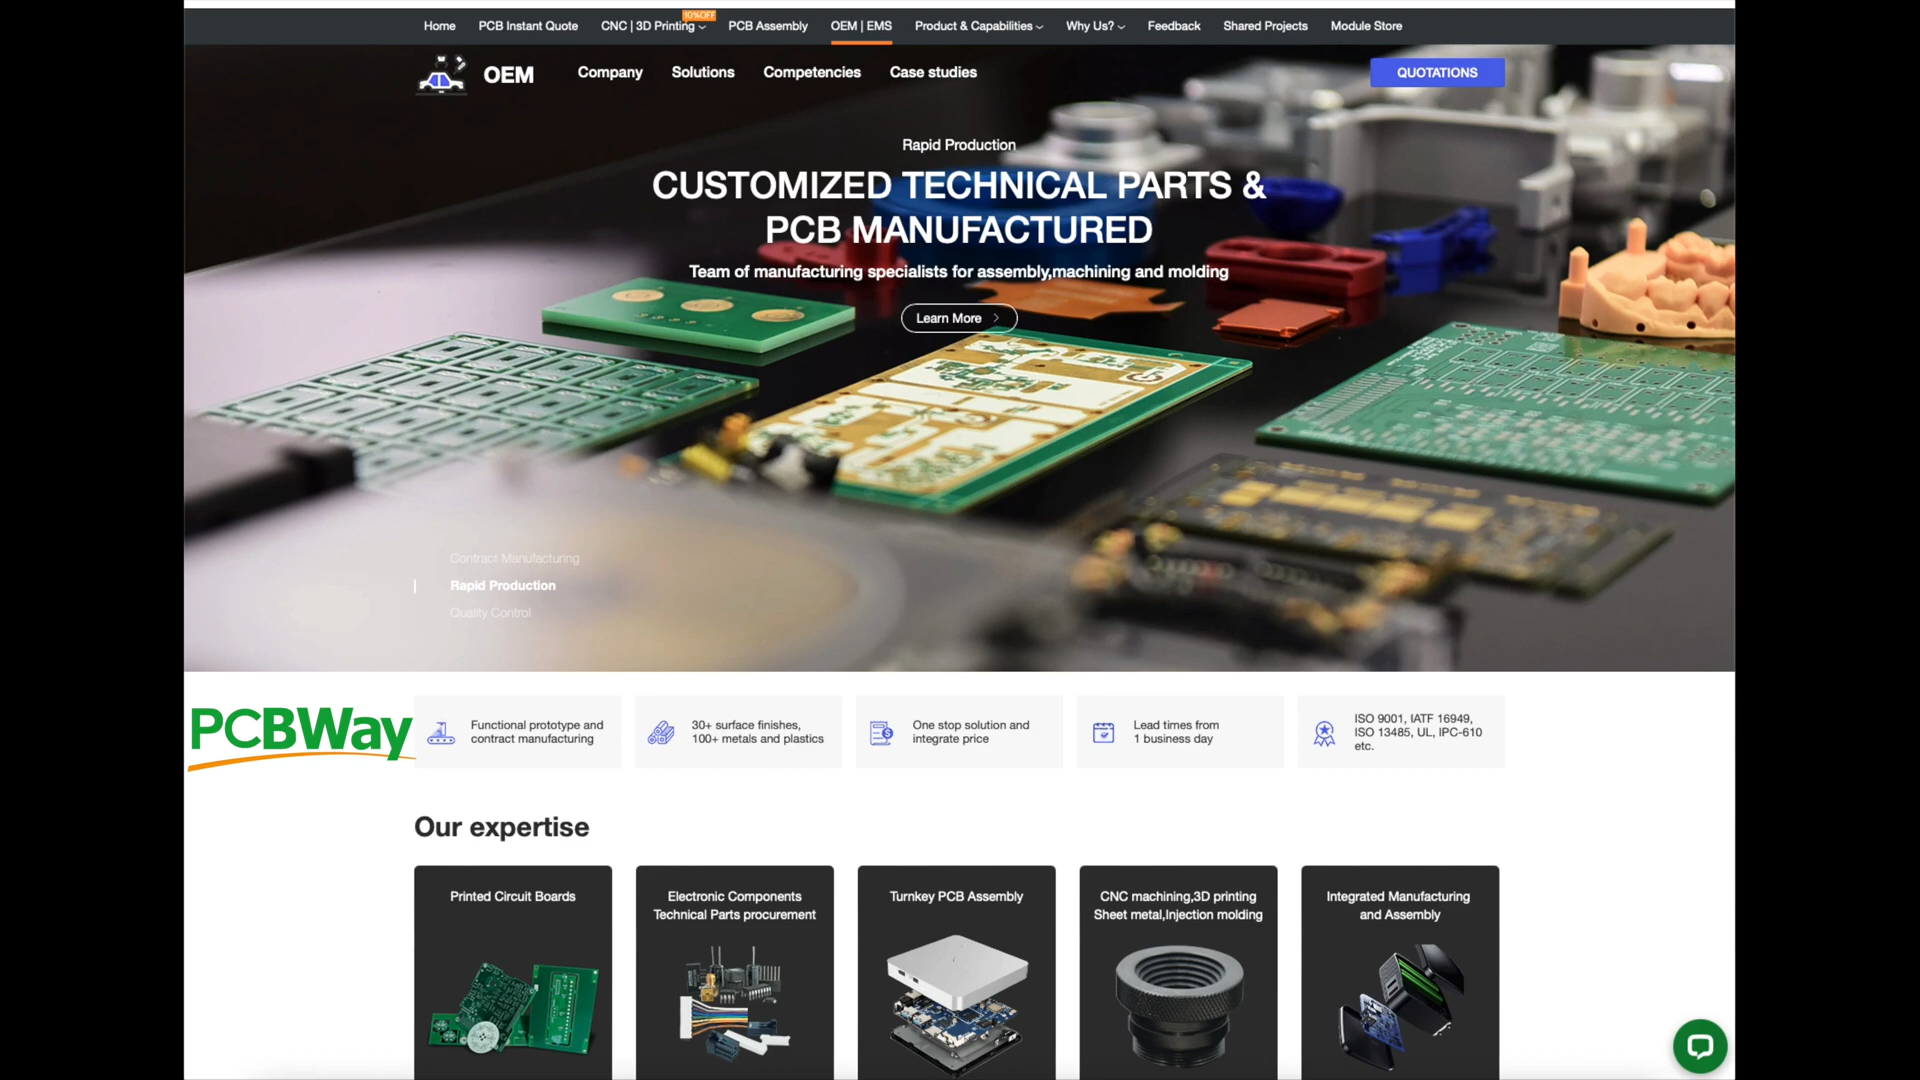 10%OFF
Home PCB Instant Quote CNC | 3D Printing PCB Assembly OEM | EMS Product & Capabilities Why Us? Feedback Shared Projects Module Store
OEM Company Solutions Competencies Case studies QUOTATIONS
Rapid Production
CUSTOMIZED TECHNICAL PARTS &
PCB MANUFACTURED
Team of manufacturing specialists for assembly,machining and molding
Learn More
Contract Manufacturing
Rapid Production
Quality Control
PCBWay
Functional prototype and
contract manufacturing
30+ surface finishes,
100+ metals and plastics
One stop solution and
integrate price
Lead times from
1 business day
ISO 9001, IATF 16949,
ISO 13485, UL, IPC-610
etc.
Our expertise
Printed Circuit Boards
Electronic Components
Technical Parts procurement
Turnkey PCB Assembly
CNC machining,3D printing
Sheet metal,Injection molding
Integrated Manufacturing
and Assembly